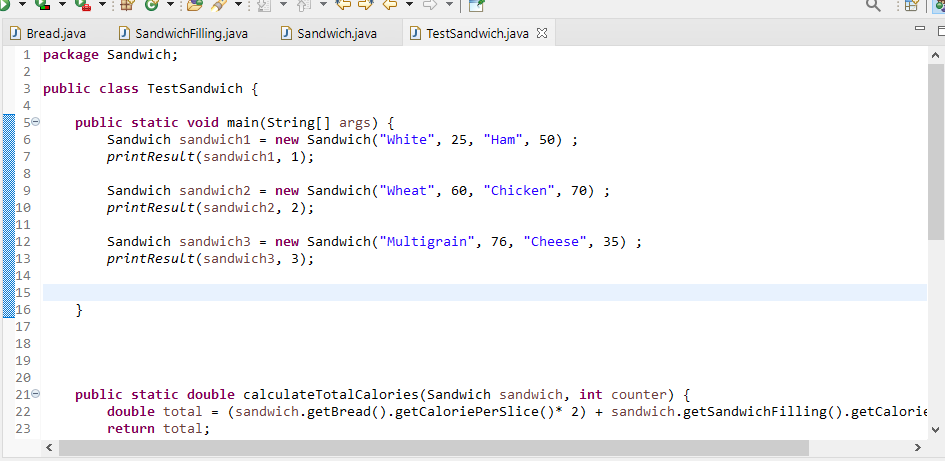 Bread.java SandwichFilling.java Sandwich.java TestSandwich.java
1 package Sandwich;
2
3 public class TestSandwich {
4
5 public static void main(String[] args) {
6 Sandwich sandwich1 = new Sandwich("White", 25, "Ham", 50) ;
7 printResult(sandwich1, 1);
8
9 Sandwich sandwich2 = new Sandwich("Wheat", 60, "Chicken", 70) ;
10 printResult(sandwich2, 2);
11
12 Sandwich sandwich3 = new Sandwich("Multigrain", 76, "Cheese", 35) ;
13 printResult(sandwich3, 3);
14
15
16 }
17
18
19
20
21 public static double calculateTotalCalories(Sandwich sandwich, int counter) {
22 double total = (sandwich.getBread().getCaloriePerSlice()* 2) + sandwich.getSandwichFilling().getCalorie
23 return total;